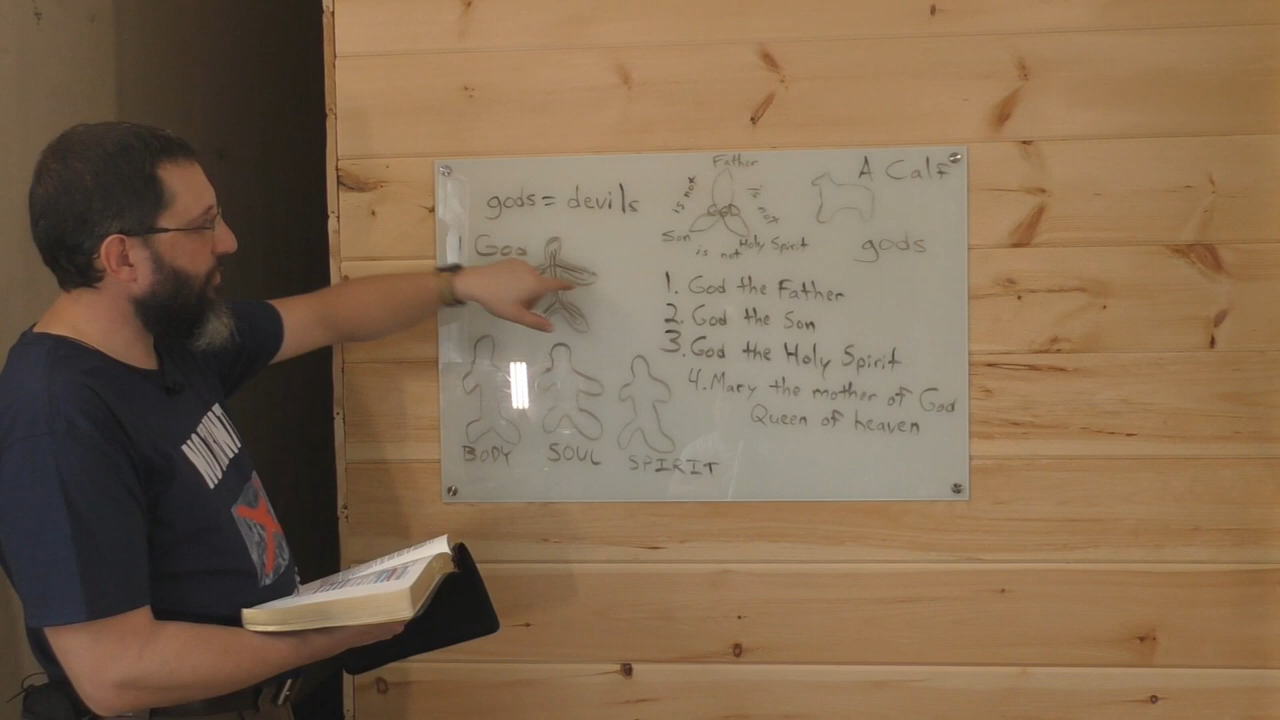 gods = devils
1 God
BODY SOUL SPIRIT
Father
is not is not
GOD
Son Holy Spirit
is not
A Calf
gods
1. God the Father
2. God the Son
3. God the Holy Spirit
4. Mary the mother of God
Queen of heaven